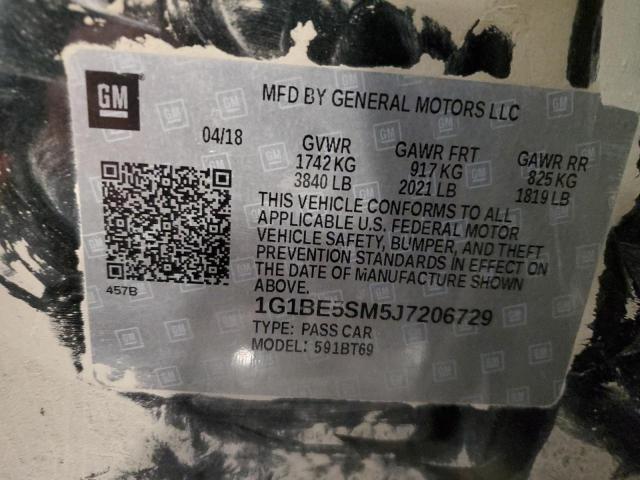 GM
MFD BY GENERAL MOTORS LLC
04/18
GVWR GAWR FRT GAWR RR
1742 KG 917 KG 825 KG
3840 LB 2021 LB 1819 LB
THIS VEHICLE CONFORMS TO ALL
APPLICABLE U.S. FEDERAL MOTOR
VEHICLE SAFETY, BUMPER, AND THEFT
PREVENTION STANDARDS IN EFFECT ON
THE DATE OF MANUFACTURE SHOWN
ABOVE.
457B
1G1BE5SM5J7206729
TYPE: PASS CAR
MODEL: 591BT69